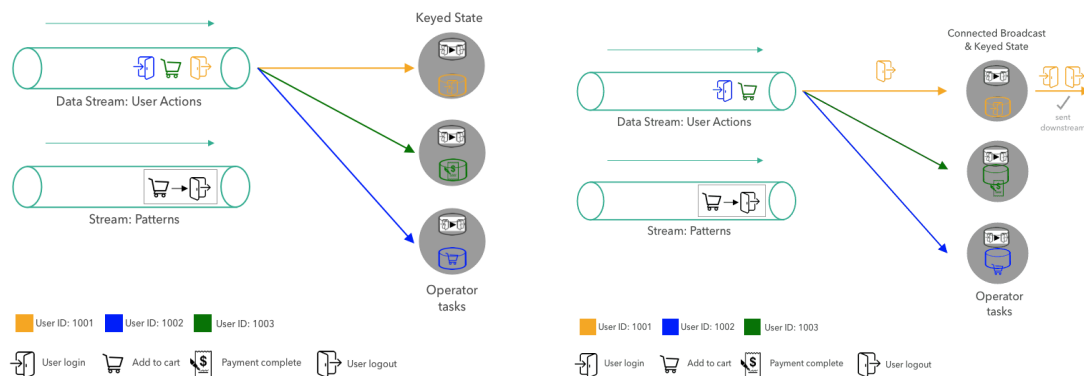 Keyed State
Data Stream: User Actions
Stream: Patterns
Operator
tasks
User ID: 1001
User ID: 1002
User ID: 1003
User login
Add to cart
$
Payment complete
User logout
Connected Broadcast
& Keyed State
Data Stream: User Actions
sent
downstream
Stream: Patterns
Operator
tasks
User ID: 1001
User ID: 1002
User ID: 1003
User login
Add to cart
$
Payment complete
User logout